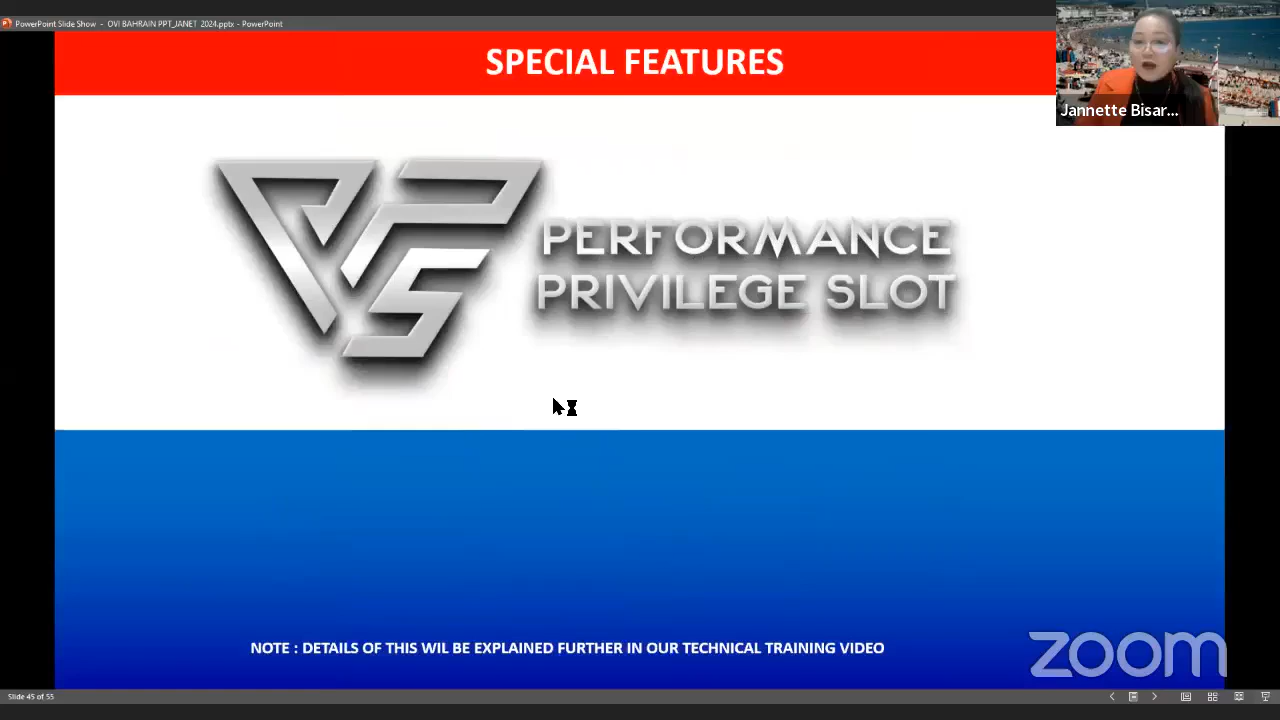 PowerPoint Slide Show - OVI BAHRAIN PPT_JANET 2024.pptx - PowerPoint
SPECIAL FEATURES
Jannette Bisar...
PPS
PERFORMANCE
PRIVILEGE SLOT
NOTE : DETAILS OF THIS WIL BE EXPLAINED FURTHER IN OUR TECHNICAL TRAINING VIDEO
zoom
Slide 45 of 55